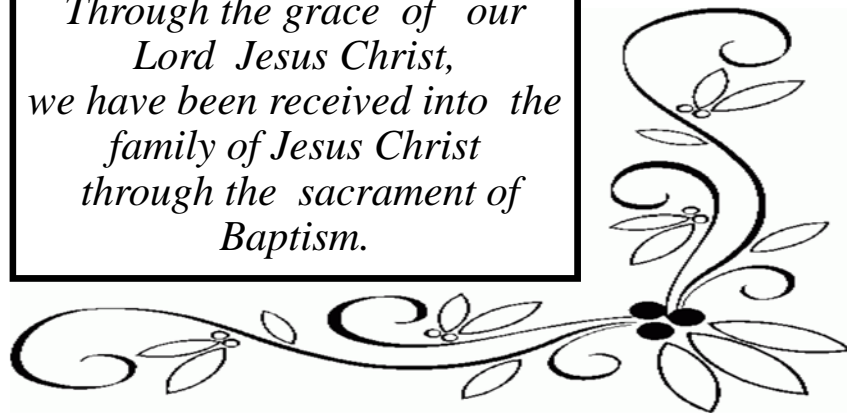 Through the grace of our
Lord Jesus Christ,
we have been received into the
family of Jesus Christ
through the sacrament of
Baptism.